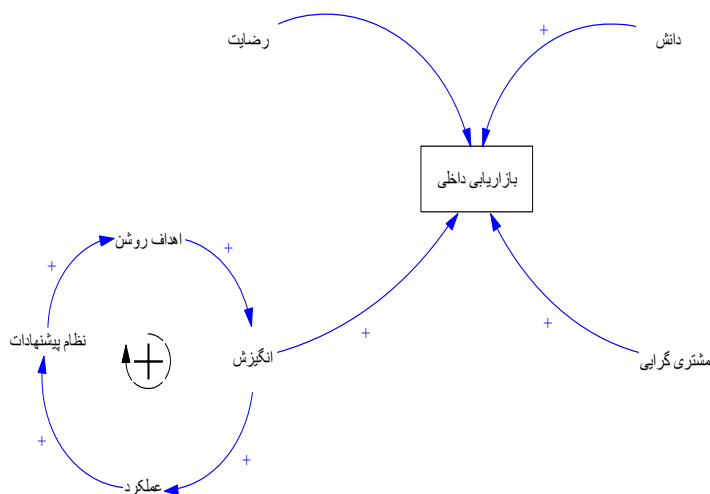 رضایت
+
دانش
+
بازاریابی داخلی
اهداف روشن
+
+
نظام پیشنهادات
+
انگیزش
+
+
مشتری گرایی
+
+
عملکرد